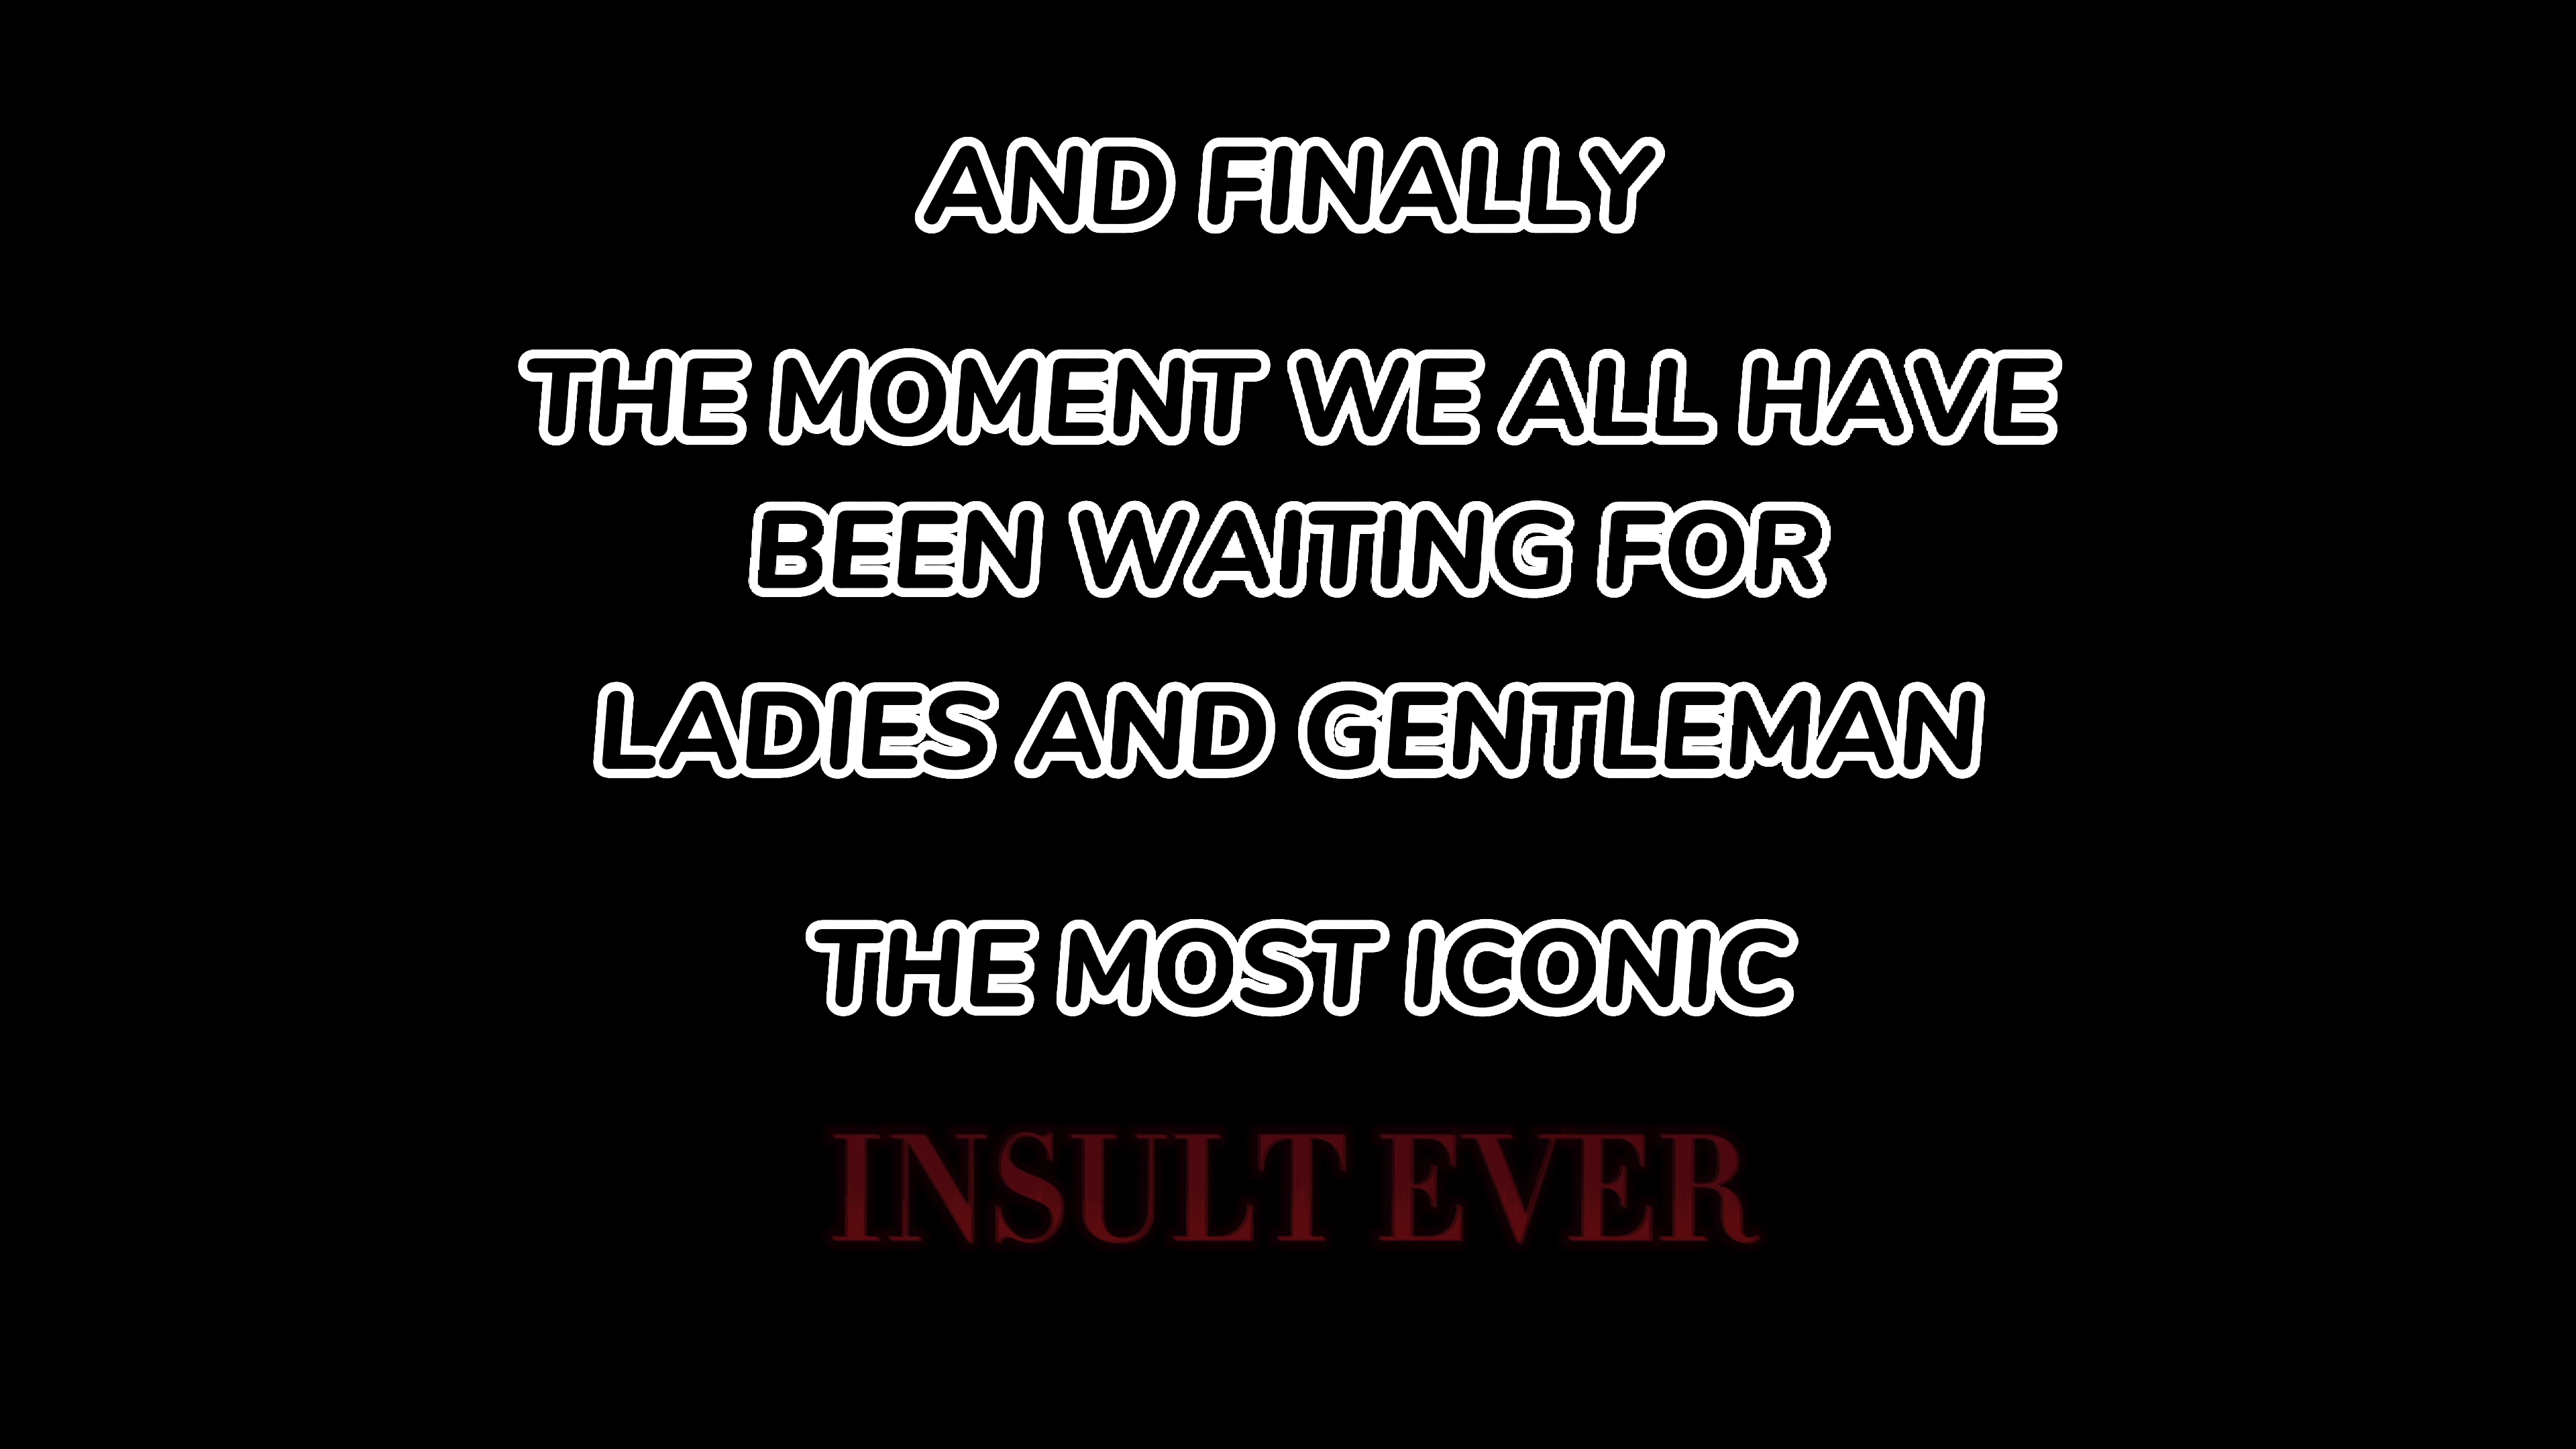 AND FINALLY
THE MOMENT WE ALL HAVE
BEEN WAITING FOR
LADIES AND GENTLEMAN
THE MOST ICONIC
INSULT EVER